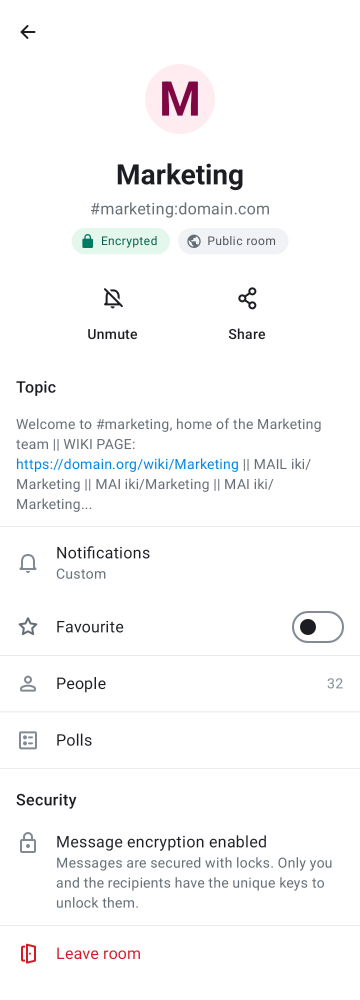 M
Marketing
#marketing:domain.com
Encrypted
Public room
Unmute
Share
Topic
Welcome to #marketing, home of the Marketing
team || WIKI PAGE:
https://domain.org/wiki/Marketing || MAIL iki/
Marketing || MAI iki/Marketing || MAI iki/
Marketing...
Notifications
Custom
Favourite
People 32
Polls
Security
Message encryption enabled
Messages are secured with locks. Only you
and the recipients have the unique keys to
unlock them.
Leave room